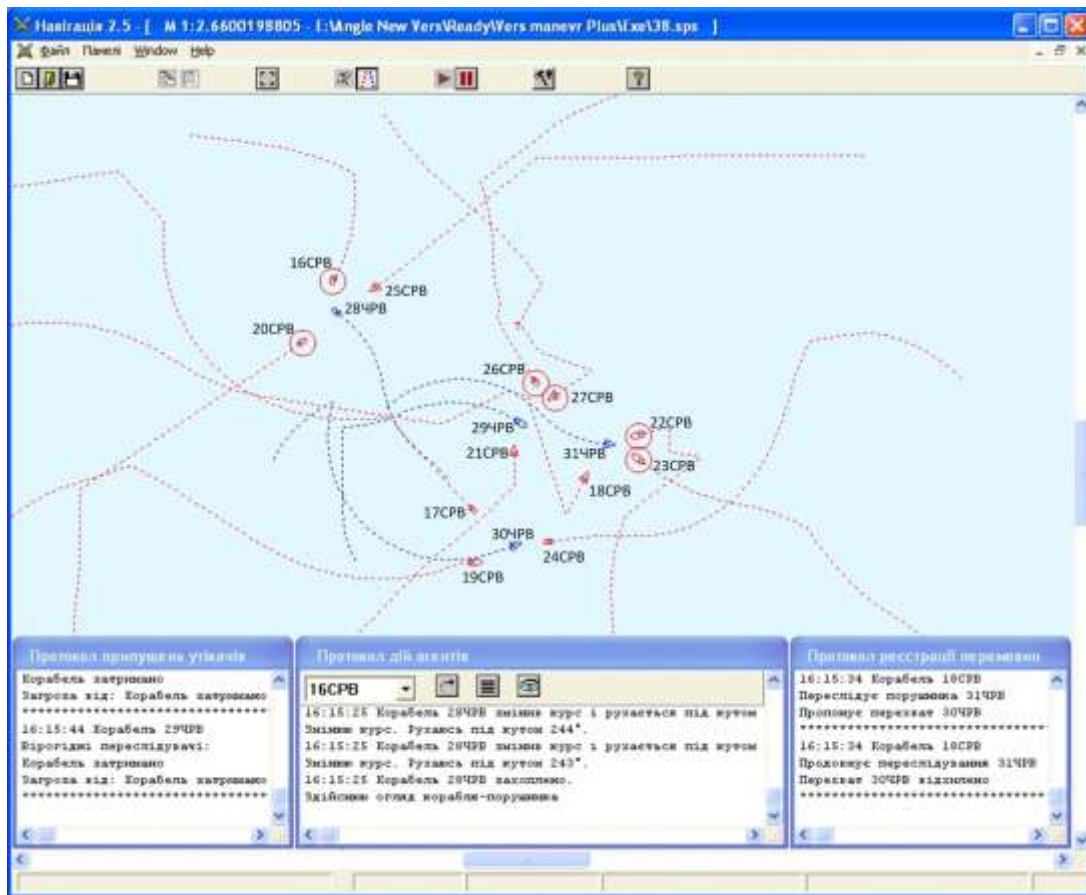 Навігація 2.5 - [ M 1:2.6600198805 - E:\Angle New Vers\Ready\Vers manevr Plus\Exe\38.sps ]
Файл Панелі Window Help
16СРВ
25СРВ
28ЧРВ
20СРВ
26СРВ
27СРВ
29ЧРВ
22СРВ
21СРВ
31ЧРВ
23СРВ
18СРВ
17СРВ
30ЧРВ
24СРВ
19СРВ
Протокол припущень утікачів
Корабель затримано
Загроза від: Корабель затримано
********************************
16:15:44 Корабель 29ЧРВ
Вірогідні переслідувачі:
Корабель затримано
Загроза від: Корабель затримано
********************************
Протокол дій агентів
16СРВ
16:15:25 Корабель 28ЧРВ змінив курс і рухається під кутом
Змінюю курс. Рухаюсь під кутом 244°.
16:15:25 Корабель 28ЧРВ змінив курс і рухається під кутом
Змінюю курс. Рухаюсь під кутом 243°.
16:15:25 Корабель 28ЧРВ захоплено.
Здійснюю огляд корабля-порушника
Протокол реєстрації перемовин
16:15:34 Корабель 18СРВ
Переслідує порушника 31ЧРВ
Пропонує перехват 30ЧРВ
********************************
16:15:34 Корабель 18СРВ
Продовжує переслідування 31ЧРВ
Перехват 30ЧРВ відхилено
********************************